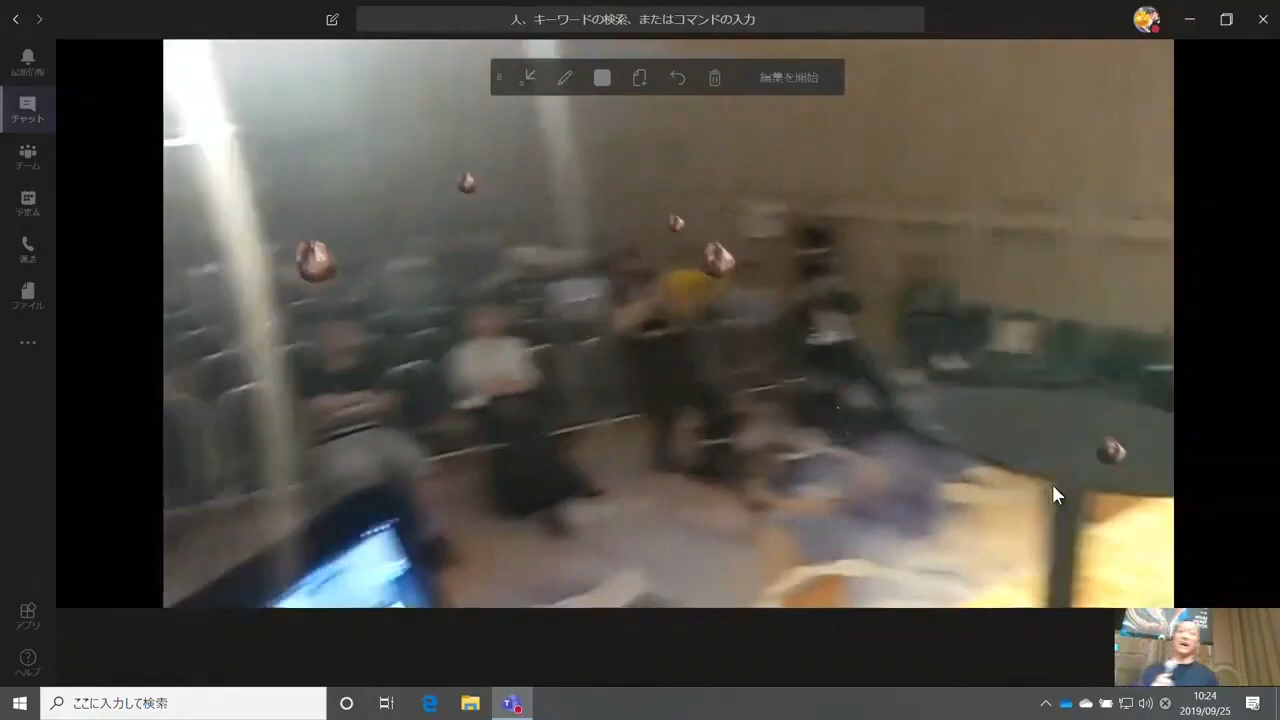 人、キーワードの検索、またはコマンドの入力
最新情報
編集を開始
チャット
チーム
予定表
通話
ファイル
アプリ
ヘルプ
ここに入力して検索
10:24
2019/09/25